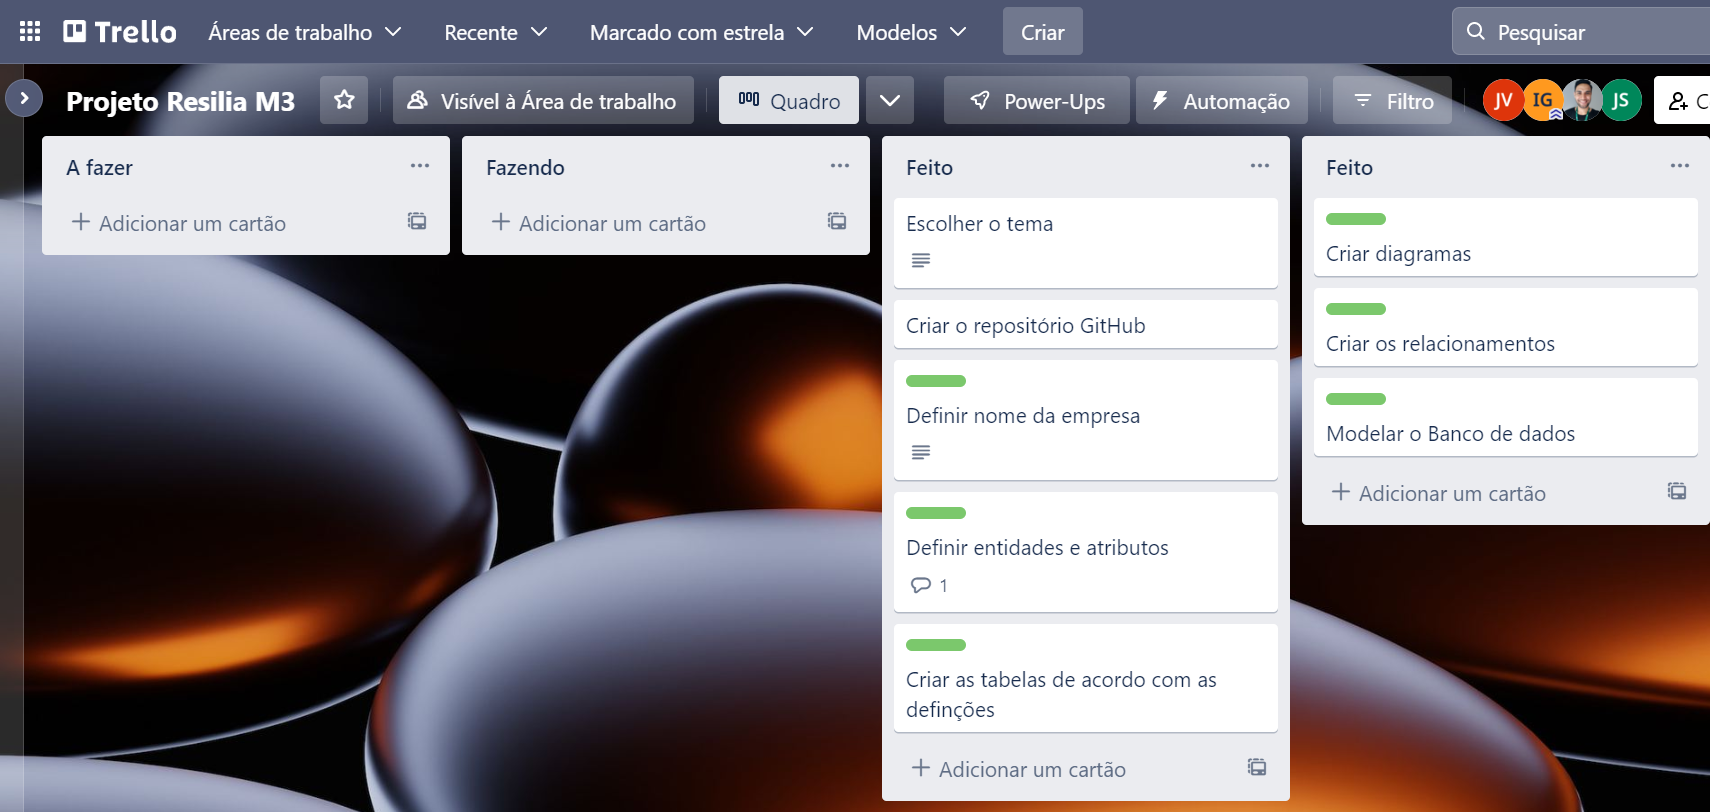 Trello
Áreas de trabalho
Recente
Marcado com estrela
Modelos
Criar
Pesquisar
Projeto Resilia M3
Visível à Área de trabalho
Quadro
Power-Ups
Automação
Filtro
JV
IG
JS
C
A fazer
Adicionar um cartão
Fazendo
Adicionar um cartão
Feito
Escolher o tema
Criar o repositório GitHub
Definir nome da empresa
Definir entidades e atributos
1
Criar as tabelas de acordo com as
definções
Adicionar um cartão
Feito
Criar diagramas
Criar os relacionamentos
Modelar o Banco de dados
Adicionar um cartão